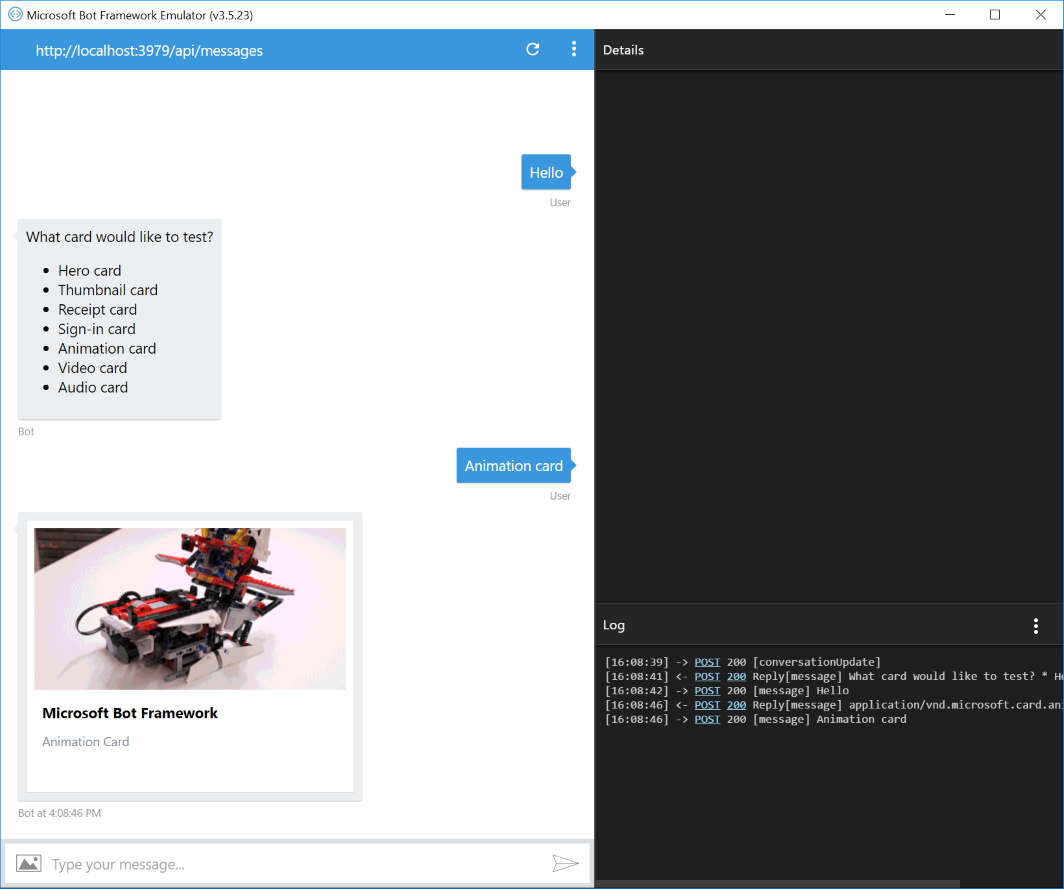 Microsoft Bot Framework Emulator (v3.5.23)
http://localhost:3979/api/messages
Hello
User
What card would like to test?
• Hero card
• Thumbnail card
• Receipt card
• Sign-in card
• Animation card
• Video card
• Audio card
Bot
Animation card
User
Microsoft Bot Framework
Animation Card
Bot at 4:08:46 PM
Type your message...
Details
Log
[16:08:39] -> POST 200 [conversationUpdate]
[16:08:41] <- POST 200 Reply[message] What card would like to test? * He
[16:08:42] -> POST 200 [message] Hello
[16:08:46] <- POST 200 Reply[message] application/vnd.microsoft.card.ani
[16:08:46] -> POST 200 [message] Animation card